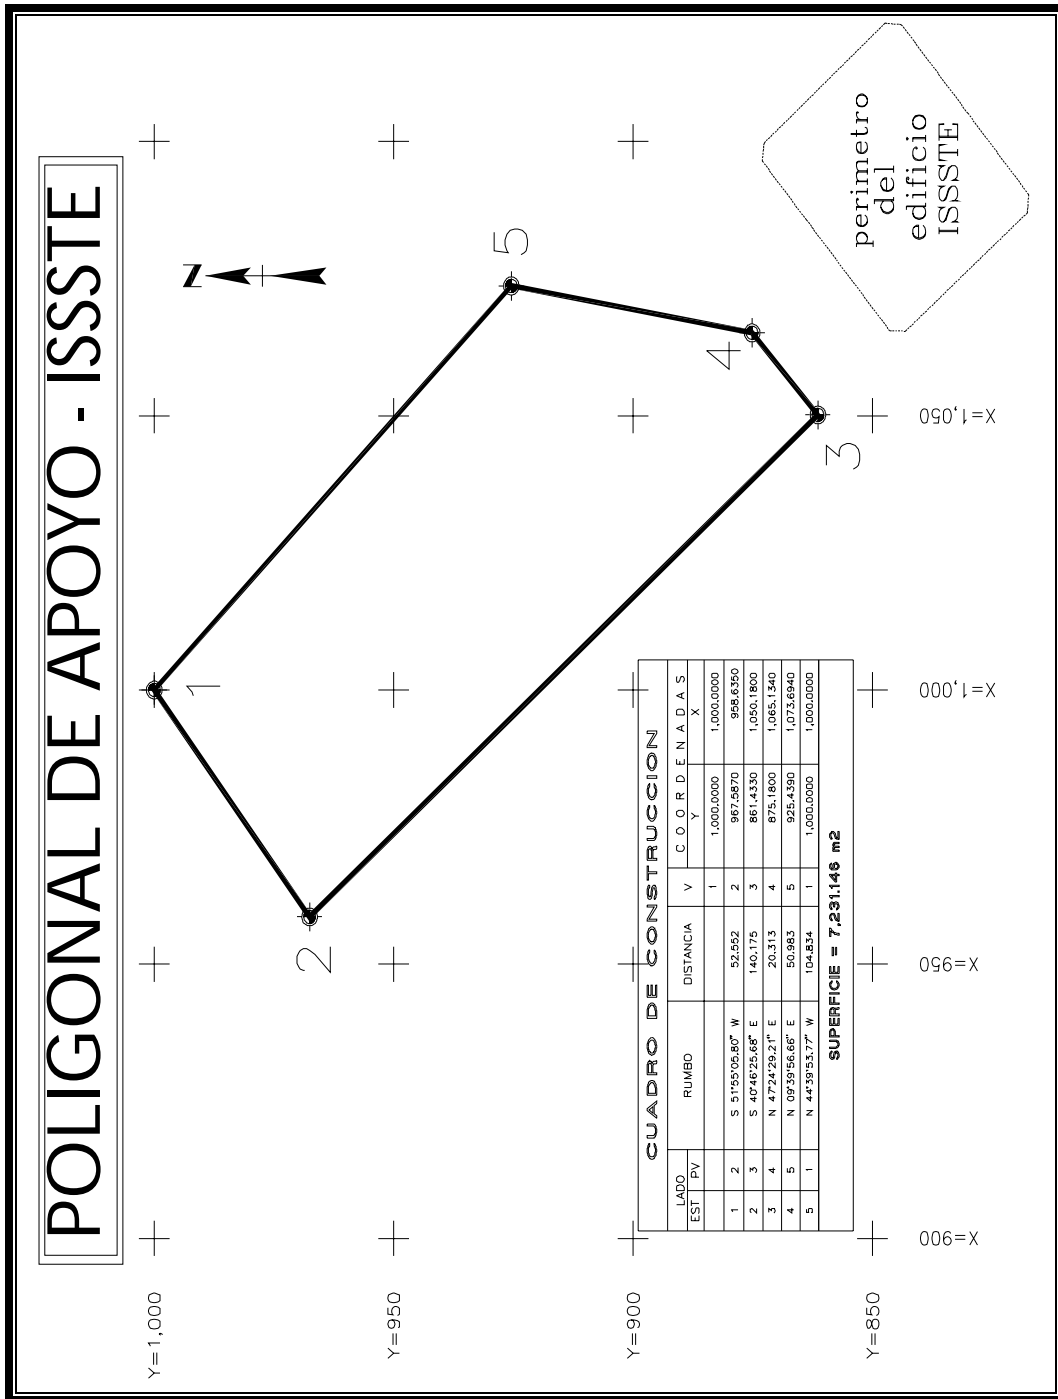 POLIGONAL DE APOYO - ISSSTE
N
1
2
3
4
5
perimetro
del
edificio
ISSSTE
Y=1,000
Y=950
Y=900
Y=850
X=900
X=950
X=1,000
X=1,050
CUADRO DE CONSTRUCCION
LADO RUMBO DISTANCIA V C O O R D E N A D A S
EST PV Y X
1 1,000.0000 1,000.0000
1 2 S 51°55'05.80" W 52.552 2 967.5870 958.6350
2 3 S 40°46'25.68" E 140.175 3 861.4330 1,050.1800
3 4 N 47°24'29.21" E 20.313 4 875.1800 1,065.1340
4 5 N 09°39'56.66" E 50.983 5 925.4390 1,073.6940
5 1 N 44°39'53.77" W 104.834 1 1,000.0000 1,000.0000
SUPERFICIE = 7,231.146 m2